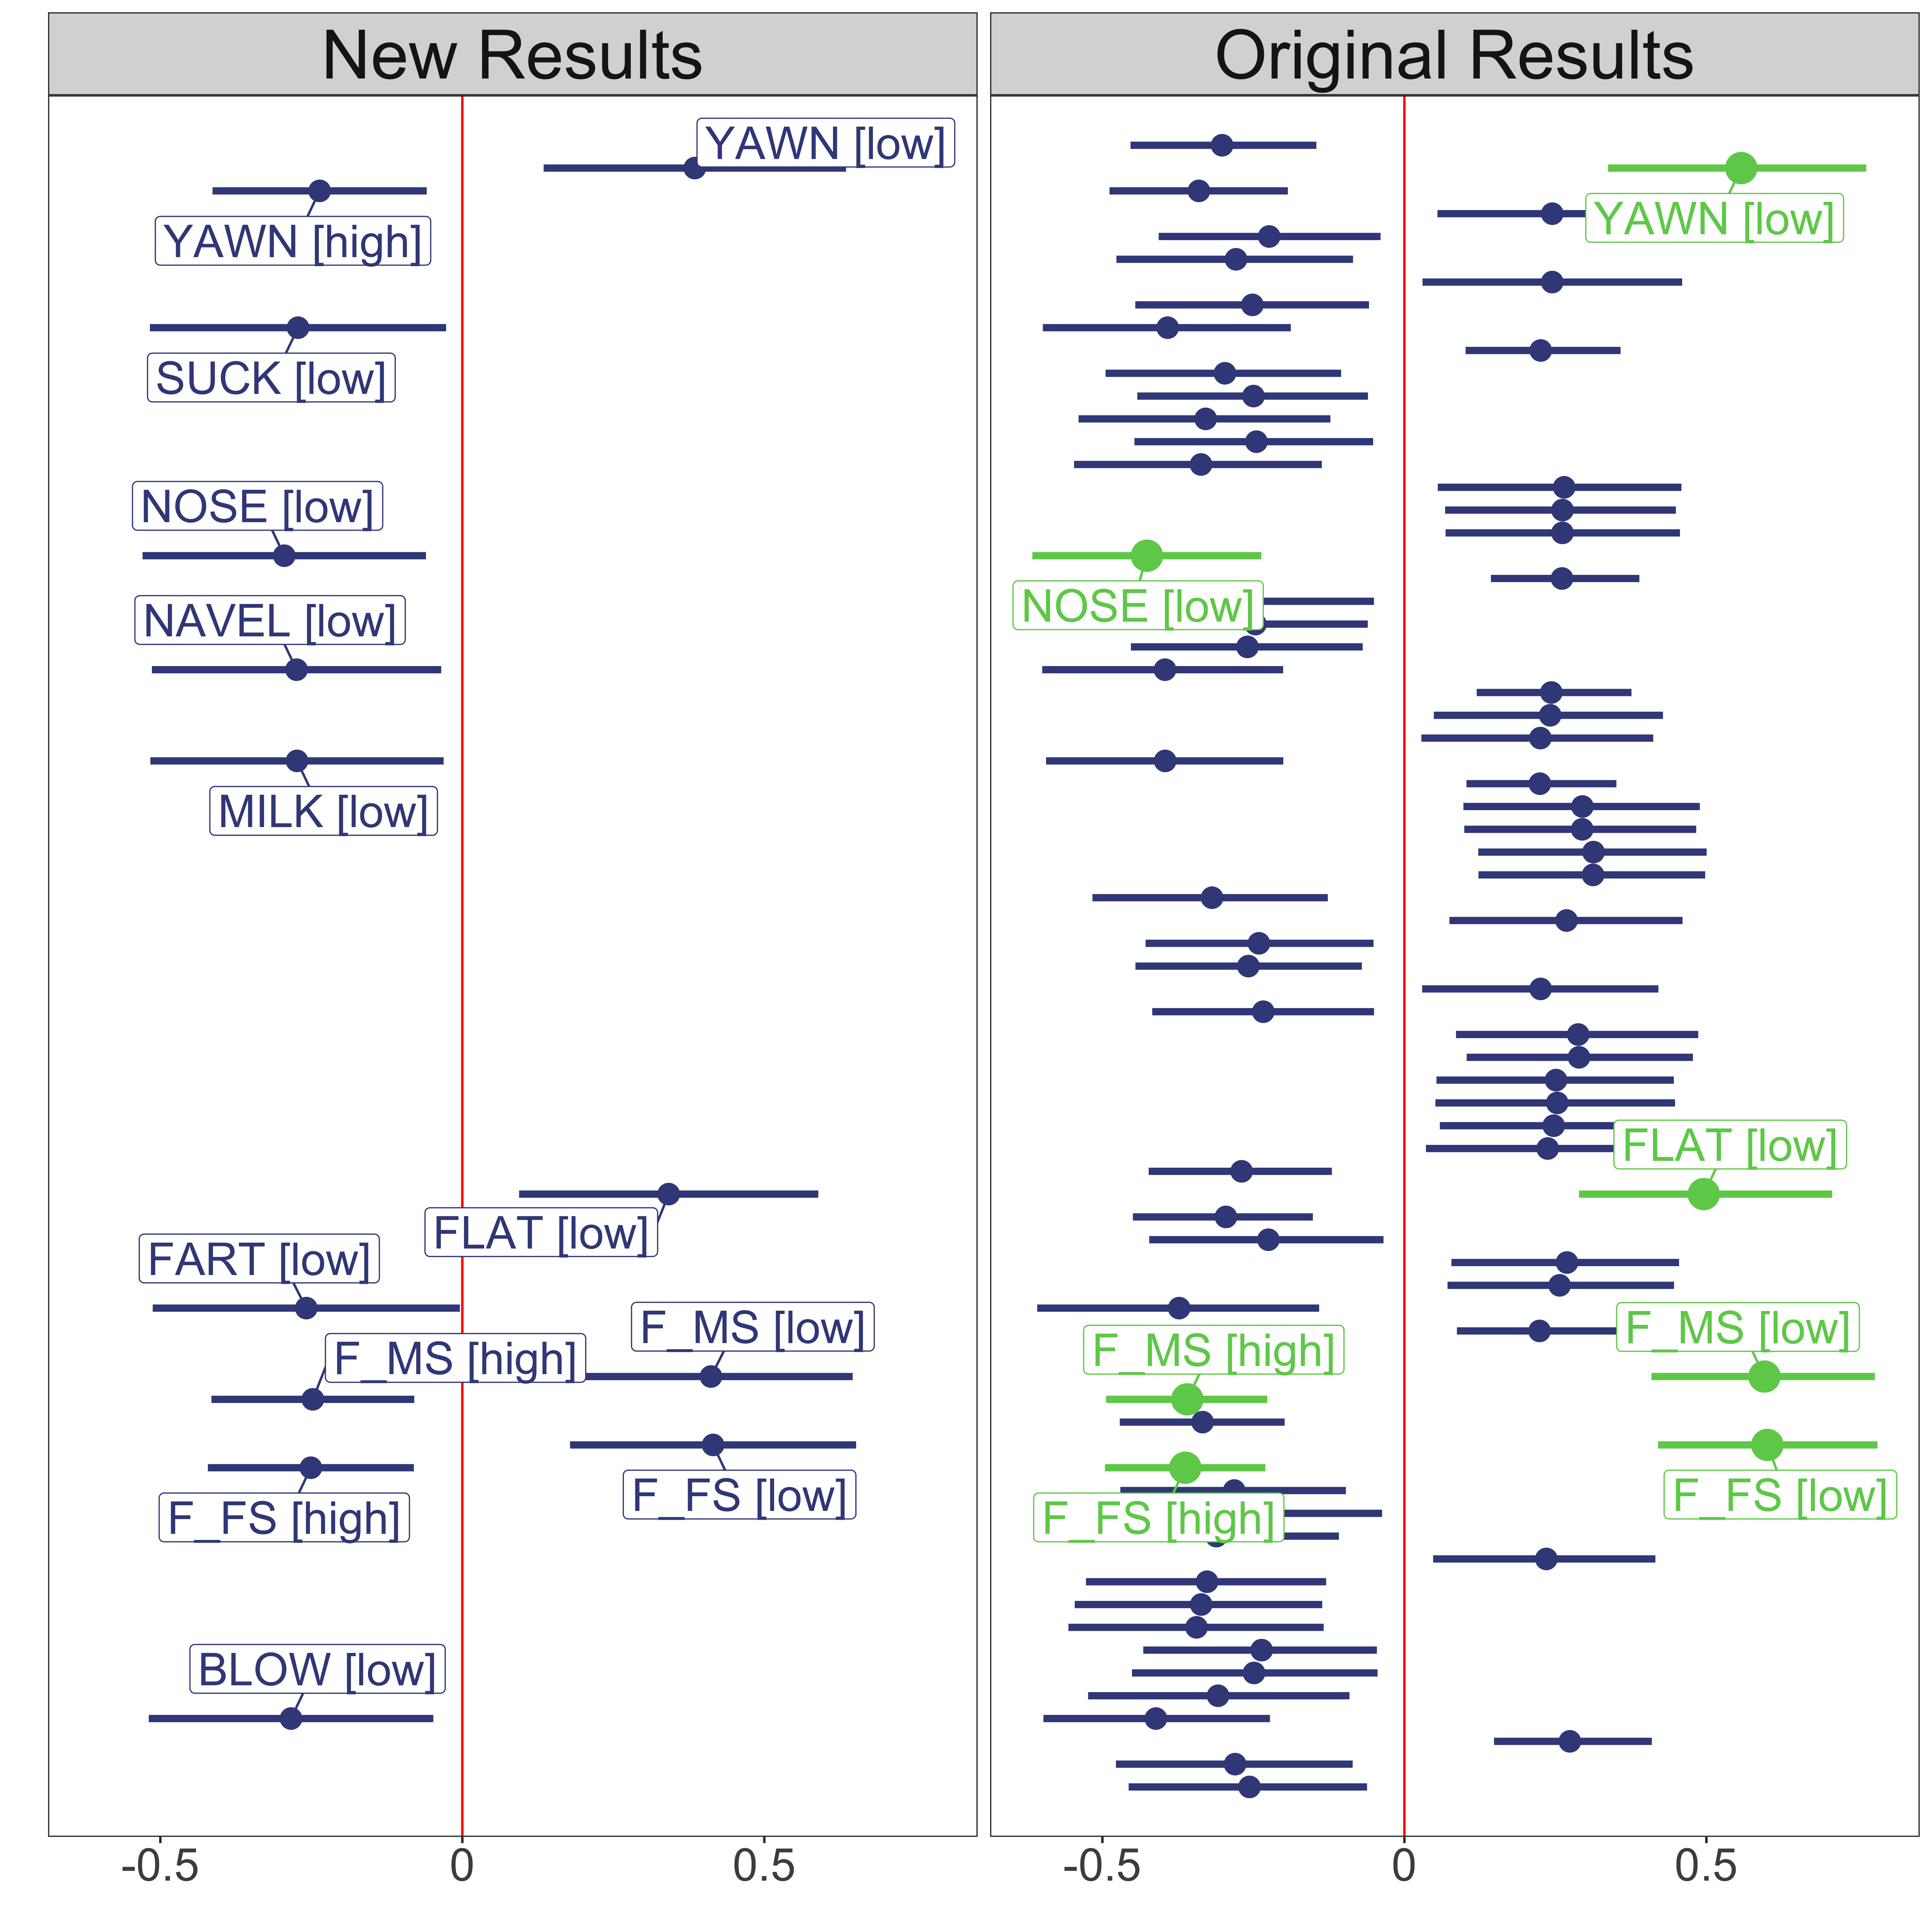 New Results
YAWN [low]
YAWN [high]
SUCK [low]
NOSE [low]
NAVEL [low]
MILK [low]
FLAT [low]
FART [low]
F_MS [low]
F_MS [high]
F_FS [low]
F_FS [high]
BLOW [low]
-0.5 0 0.5
Original Results
YAWN [low]
NOSE [low]
FLAT [low]
F_MS [low]
F_MS [high]
F_FS [low]
F_FS [high]
-0.5 0 0.5